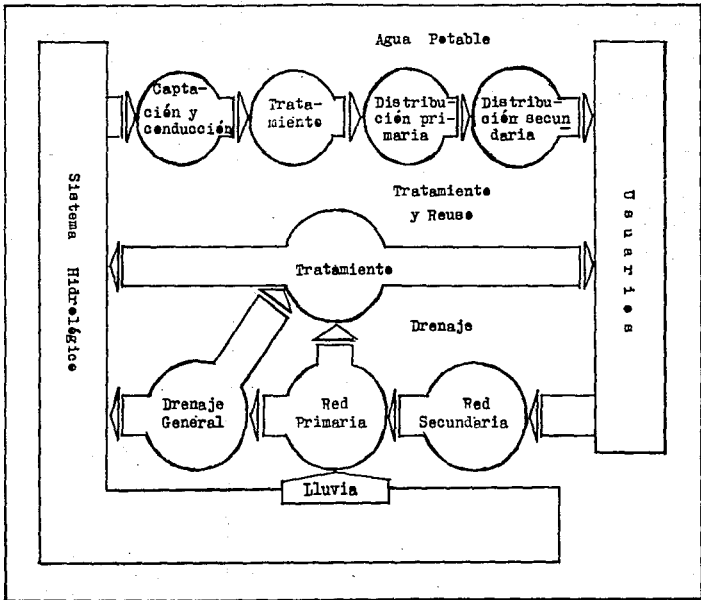 Agua Potable
Capta-
ción y
conducción
Trata-
miento
Distribu-
ción pri-
maria
Distribu-
ción secun
daria
Sistema Hidrológico
Usuarios
Tratamiento
y Reuso
Tratamiento
Drenaje
Drenaje
General
Red
Primaria
Red
Secundaria
Lluvia